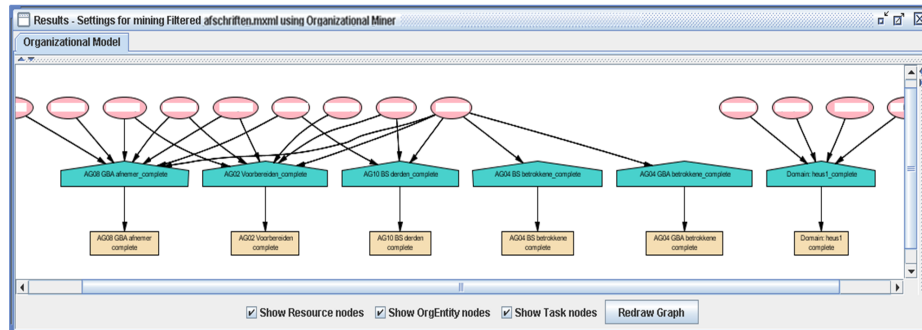 Results - Settings for mining Filtered afschriften.mxml using Organizational Miner
Organizational Model
AG08 GBA afnemer_complete
AG02 Voorbereiden_complete
AG10 BS derden_complete
AG04 BS betrokkene_complete
AG04 GBA betrokkene_complete
Domain: heus1_complete
AG08 GBA afnemer
complete
AG02 Voorbereiden
complete
AG10 BS derden
complete
AG04 BS betrokkene
complete
AG04 GBA betrokkene
complete
Domain: heus1
complete
Show Resource nodes
Show OrgEntity nodes
Show Task nodes
Redraw Graph